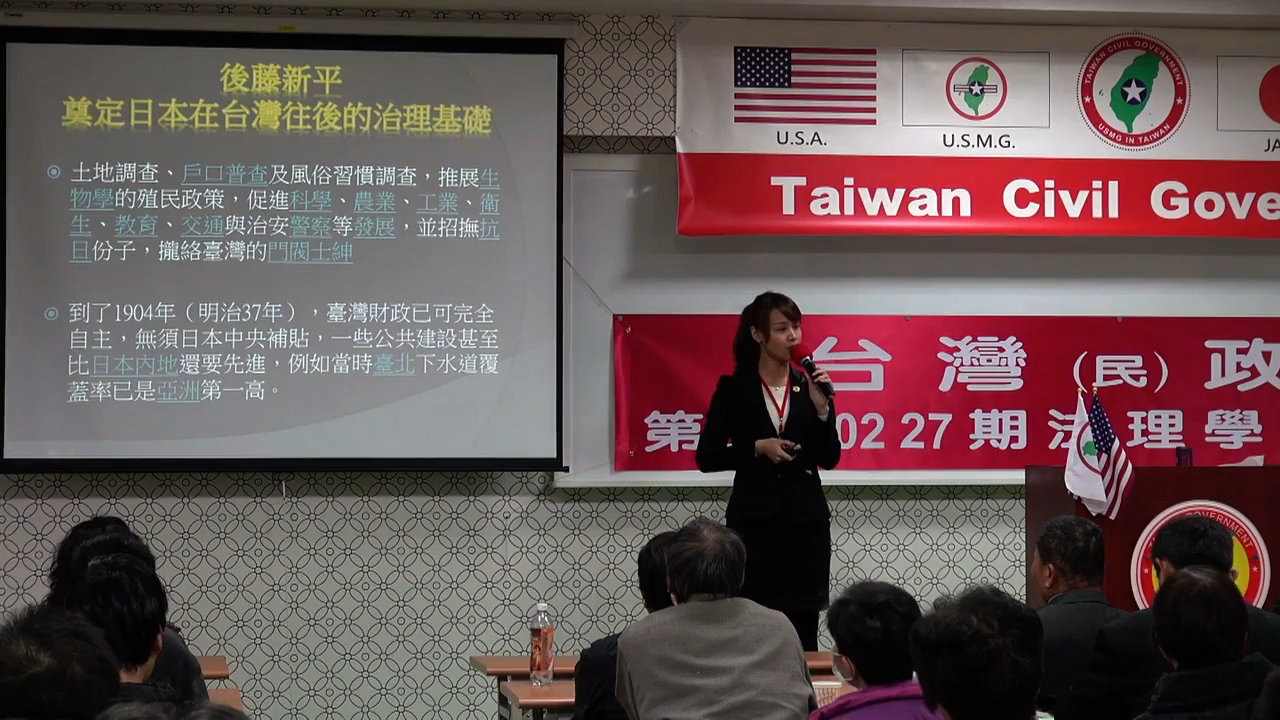 後藤新平
奠定日本在台灣往後的治理基礎
土地調查、戶口普查及風俗習慣調查，推展生
物學的殖民政策，促進科學、農業、工業、衛
生、教育、交通與治安警察等發展，並招撫抗
日份子，攏絡臺灣的門閥士紳
到了1904年（明治37年），臺灣財政已可完全
自主，無須日本中央補貼，一些公共建設甚至
比日本內地還要先進，例如當時臺北下水道覆
蓋率已是亞洲第一高。
U.S.A.
U.S.M.G.
TAIWAN CIVIL GOVERNMENT
USMG IN TAIWAN
JA
Taiwan Civil Gove
台灣（民）政
第 02 27 期 法 理 學
GOVERNMENT